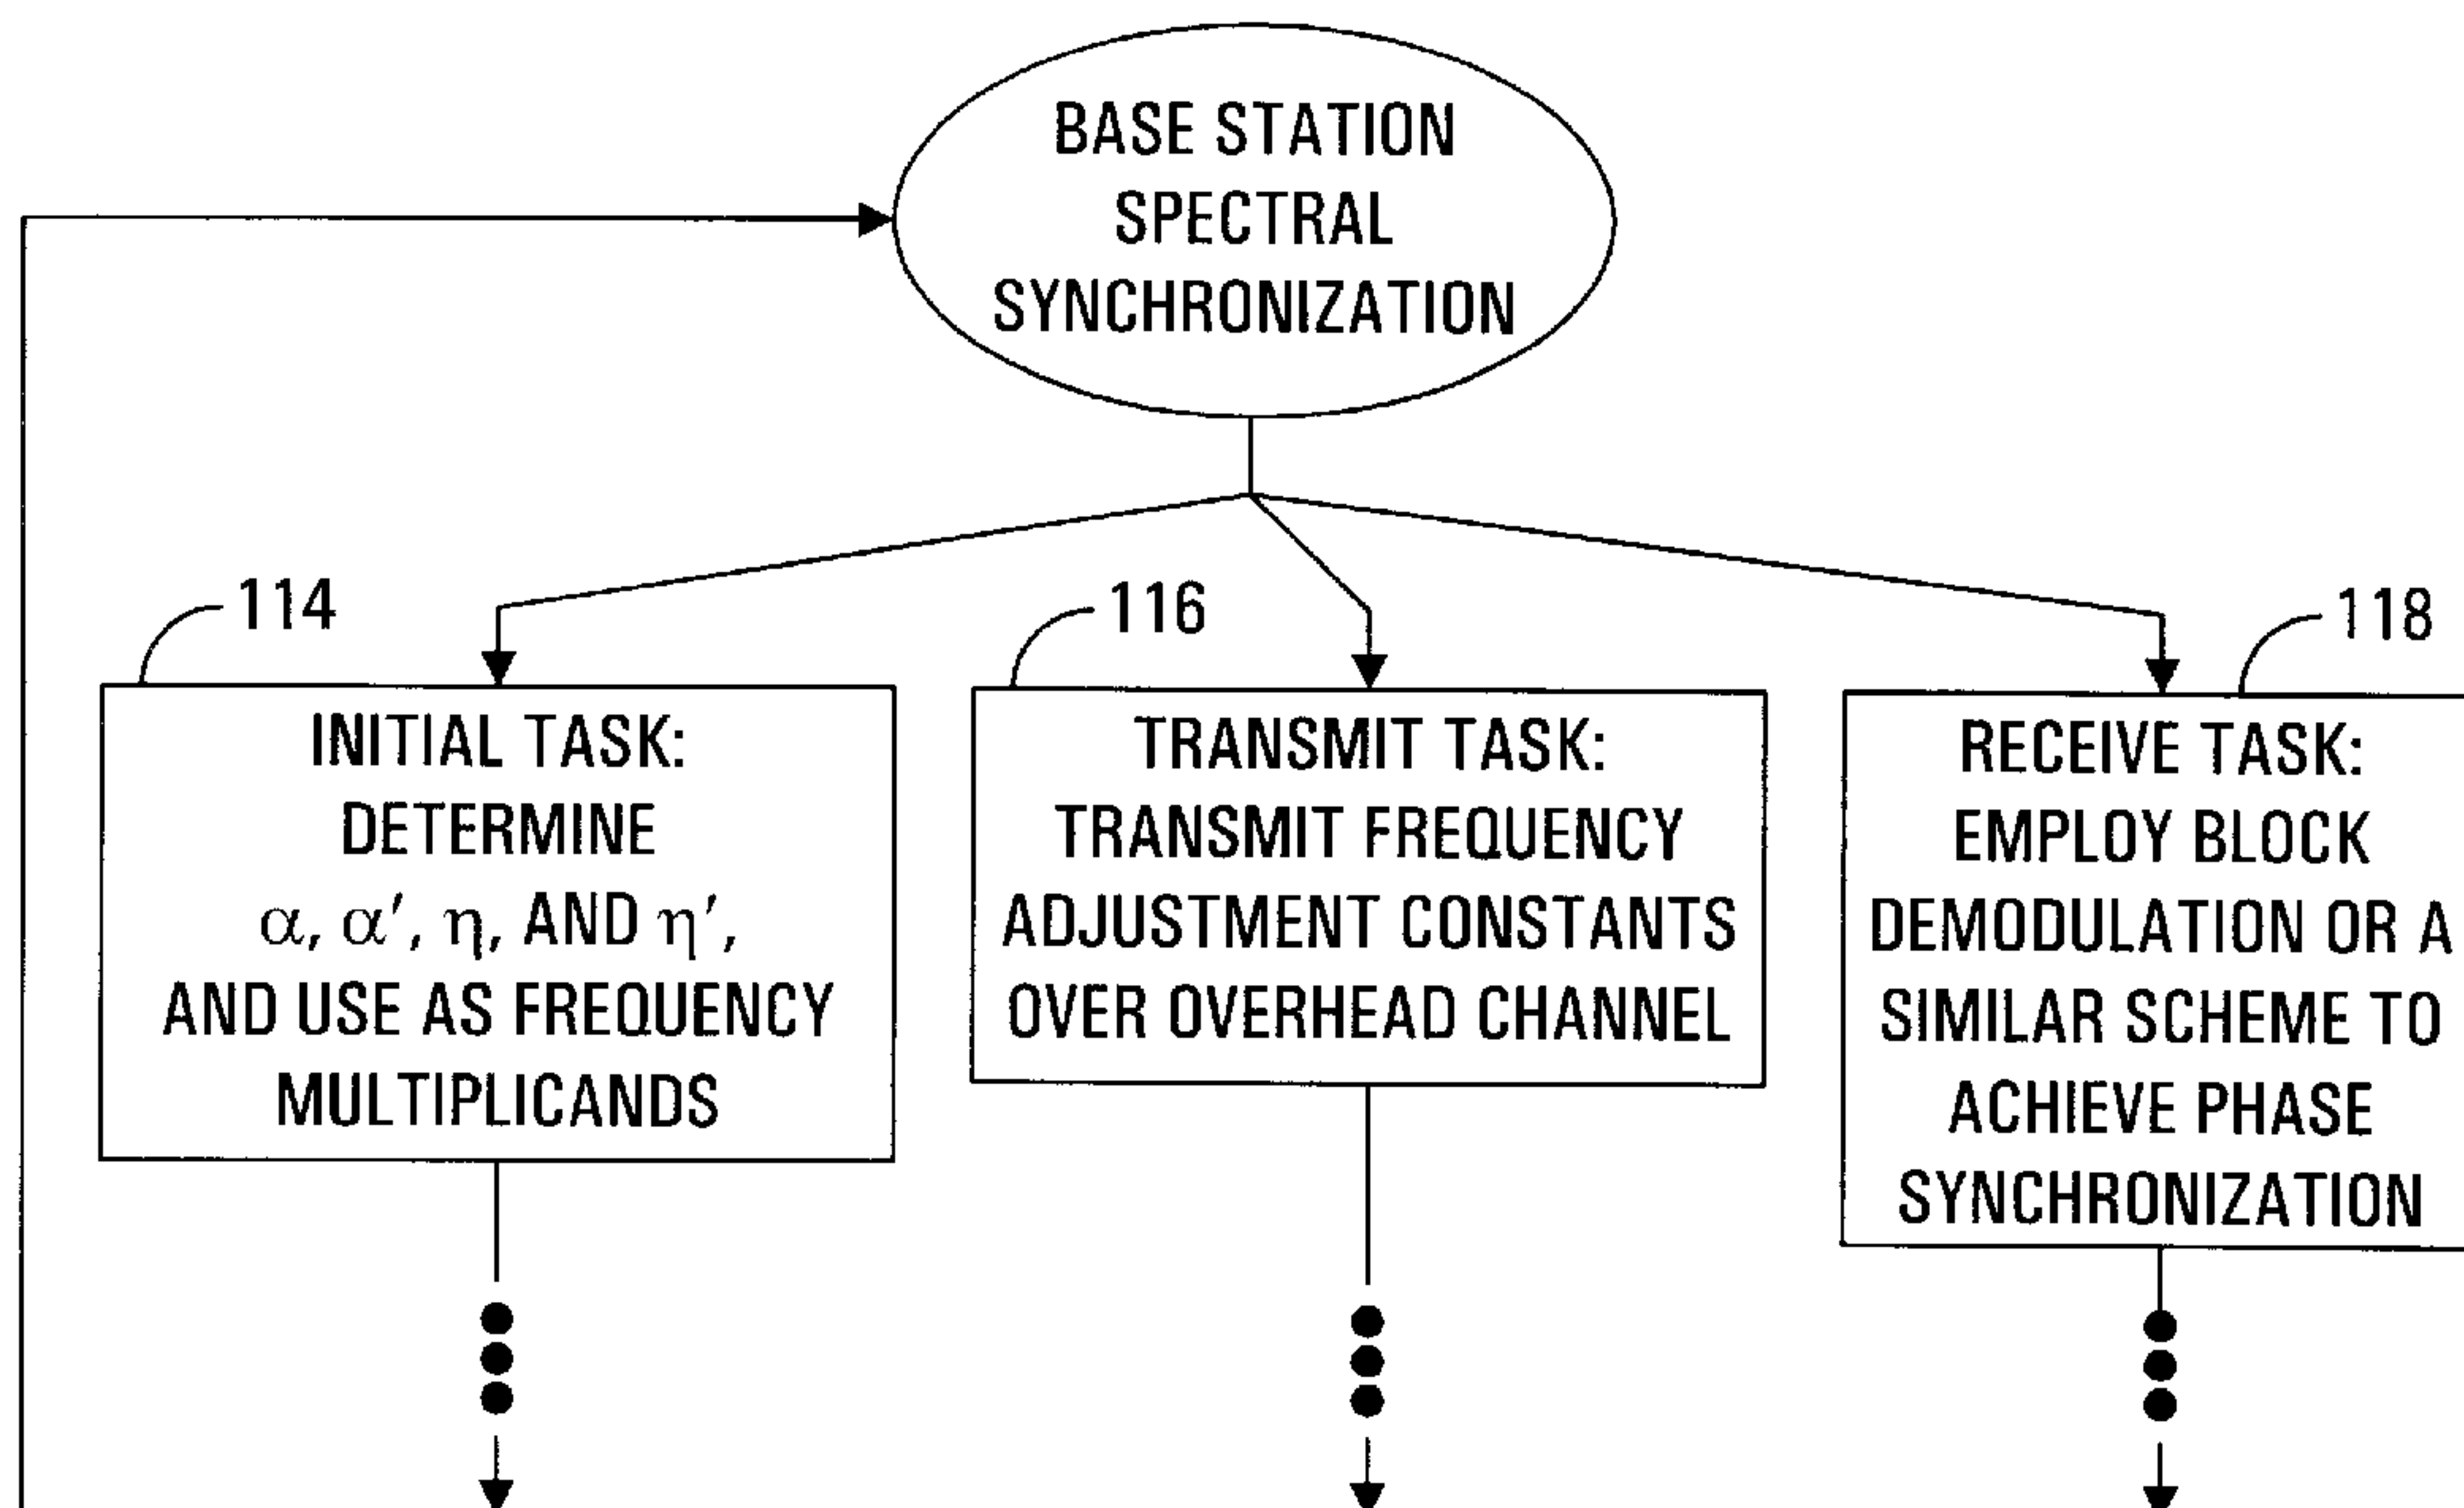 BASE STATION
SPECTRAL
SYNCHRONIZATION
114
INITIAL TASK:
DETERMINE
α, α′, η, AND η′,
AND USE AS FREQUENCY
MULTIPLICANDS
116
TRANSMIT TASK:
TRANSMIT FREQUENCY
ADJUSTMENT CONSTANTS
OVER OVERHEAD CHANNEL
118
RECEIVE TASK:
EMPLOY BLOCK
DEMODULATION OR A
SIMILAR SCHEME TO
ACHIEVE PHASE
SYNCHRONIZATION